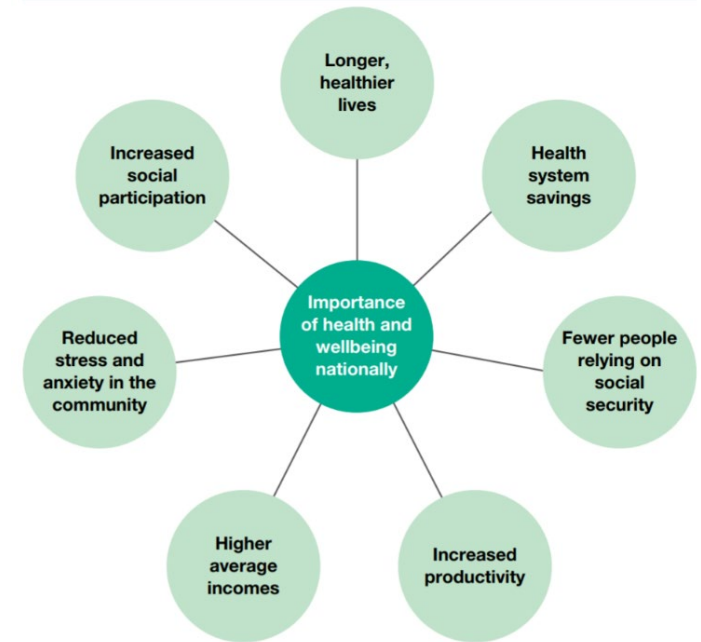 Longer,
healthier
lives
Increased
social
participation
Health
system
savings
Importance
of health and
wellbeing
nationally
Reduced
stress and
anxiety in the
community
Fewer people
relying on
social
security
Higher
average
incomes
Increased
productivity